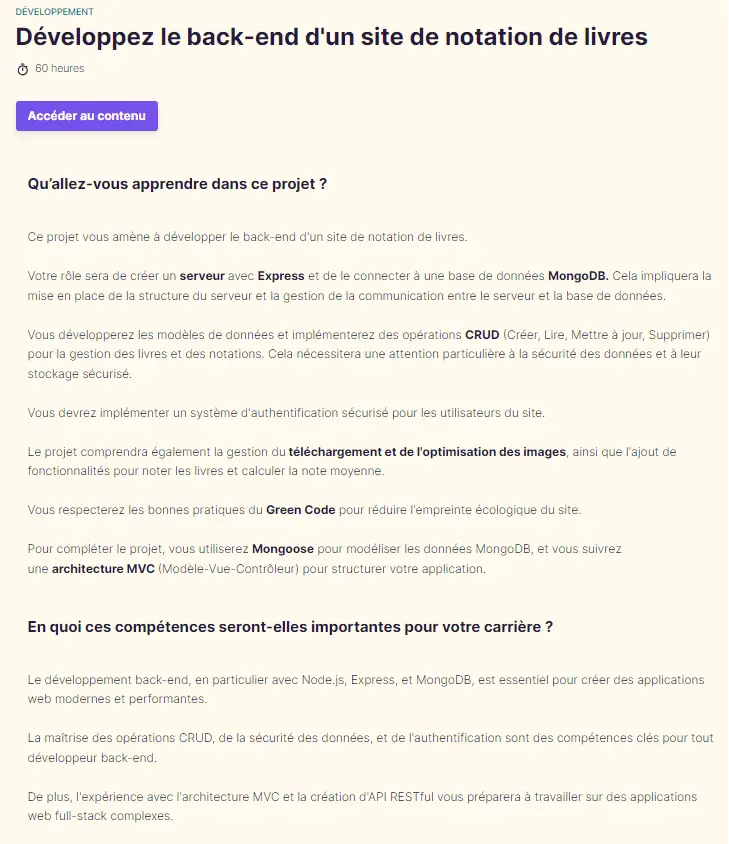 DÉVELOPPEMENT
Développez le back-end d'un site de notation de livres
60 heures
Accéder au contenu
Qu’allez-vous apprendre dans ce projet ?
Ce projet vous amène à développer le back-end d'un site de notation de livres.
Votre rôle sera de créer un serveur avec Express et de le connecter à une base de données MongoDB. Cela impliquera la
mise en place de la structure du serveur et la gestion de la communication entre le serveur et la base de données.
Vous développerez les modèles de données et implémenterez des opérations CRUD (Créer, Lire, Mettre à jour, Supprimer)
pour la gestion des livres et des notations. Cela nécessitera une attention particulière à la sécurité des données et à leur
stockage sécurisé.
Vous devrez implémenter un système d'authentification sécurisé pour les utilisateurs du site.
Le projet comprendra également la gestion du téléchargement et de l'optimisation des images, ainsi que l'ajout de
fonctionnalités pour noter les livres et calculer la note moyenne.
Vous respecterez les bonnes pratiques du Green Code pour réduire l'empreinte écologique du site.
Pour compléter le projet, vous utiliserez Mongoose pour modéliser les données MongoDB, et vous suivrez
une architecture MVC (Modèle-Vue-Contrôleur) pour structurer votre application.
En quoi ces compétences seront-elles importantes pour votre carrière ?
Le développement back-end, en particulier avec Node.js, Express, et MongoDB, est essentiel pour créer des applications
web modernes et performantes.
La maîtrise des opérations CRUD, de la sécurité des données, et de l'authentification sont des compétences clés pour tout
développeur back-end.
De plus, l'expérience avec l'architecture MVC et la création d'API RESTful vous préparera à travailler sur des applications
web full-stack complexes.